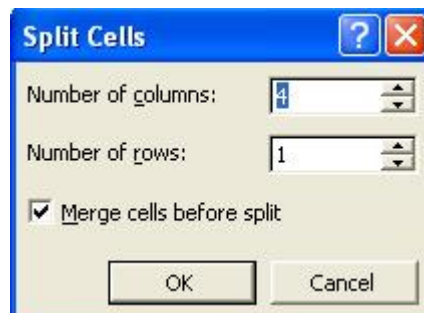 Split Cells
Number of columns: 4
Number of rows: 1
Merge cells before split
OK Cancel